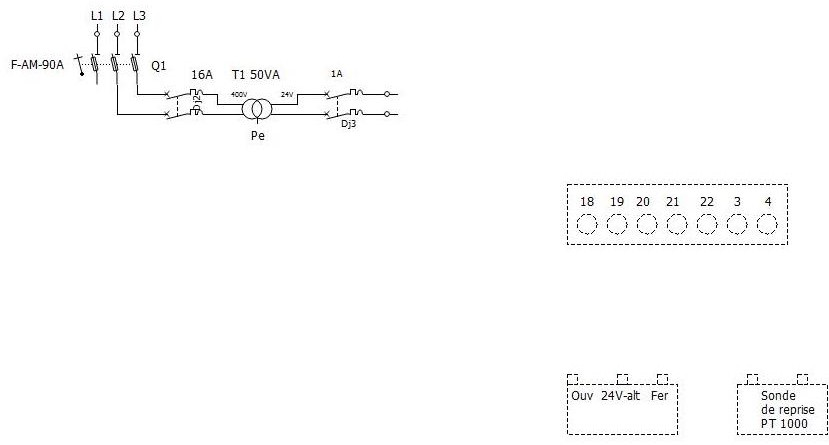 L1 L2 L3
F-AM-90A
Q1
16A T1 50VA 1A
400V 24V
Dj2
Dj3
Pe
18 19 20 21 22 3 4
Ouv 24V-alt Fer
Sonde
de reprise
PT 1000